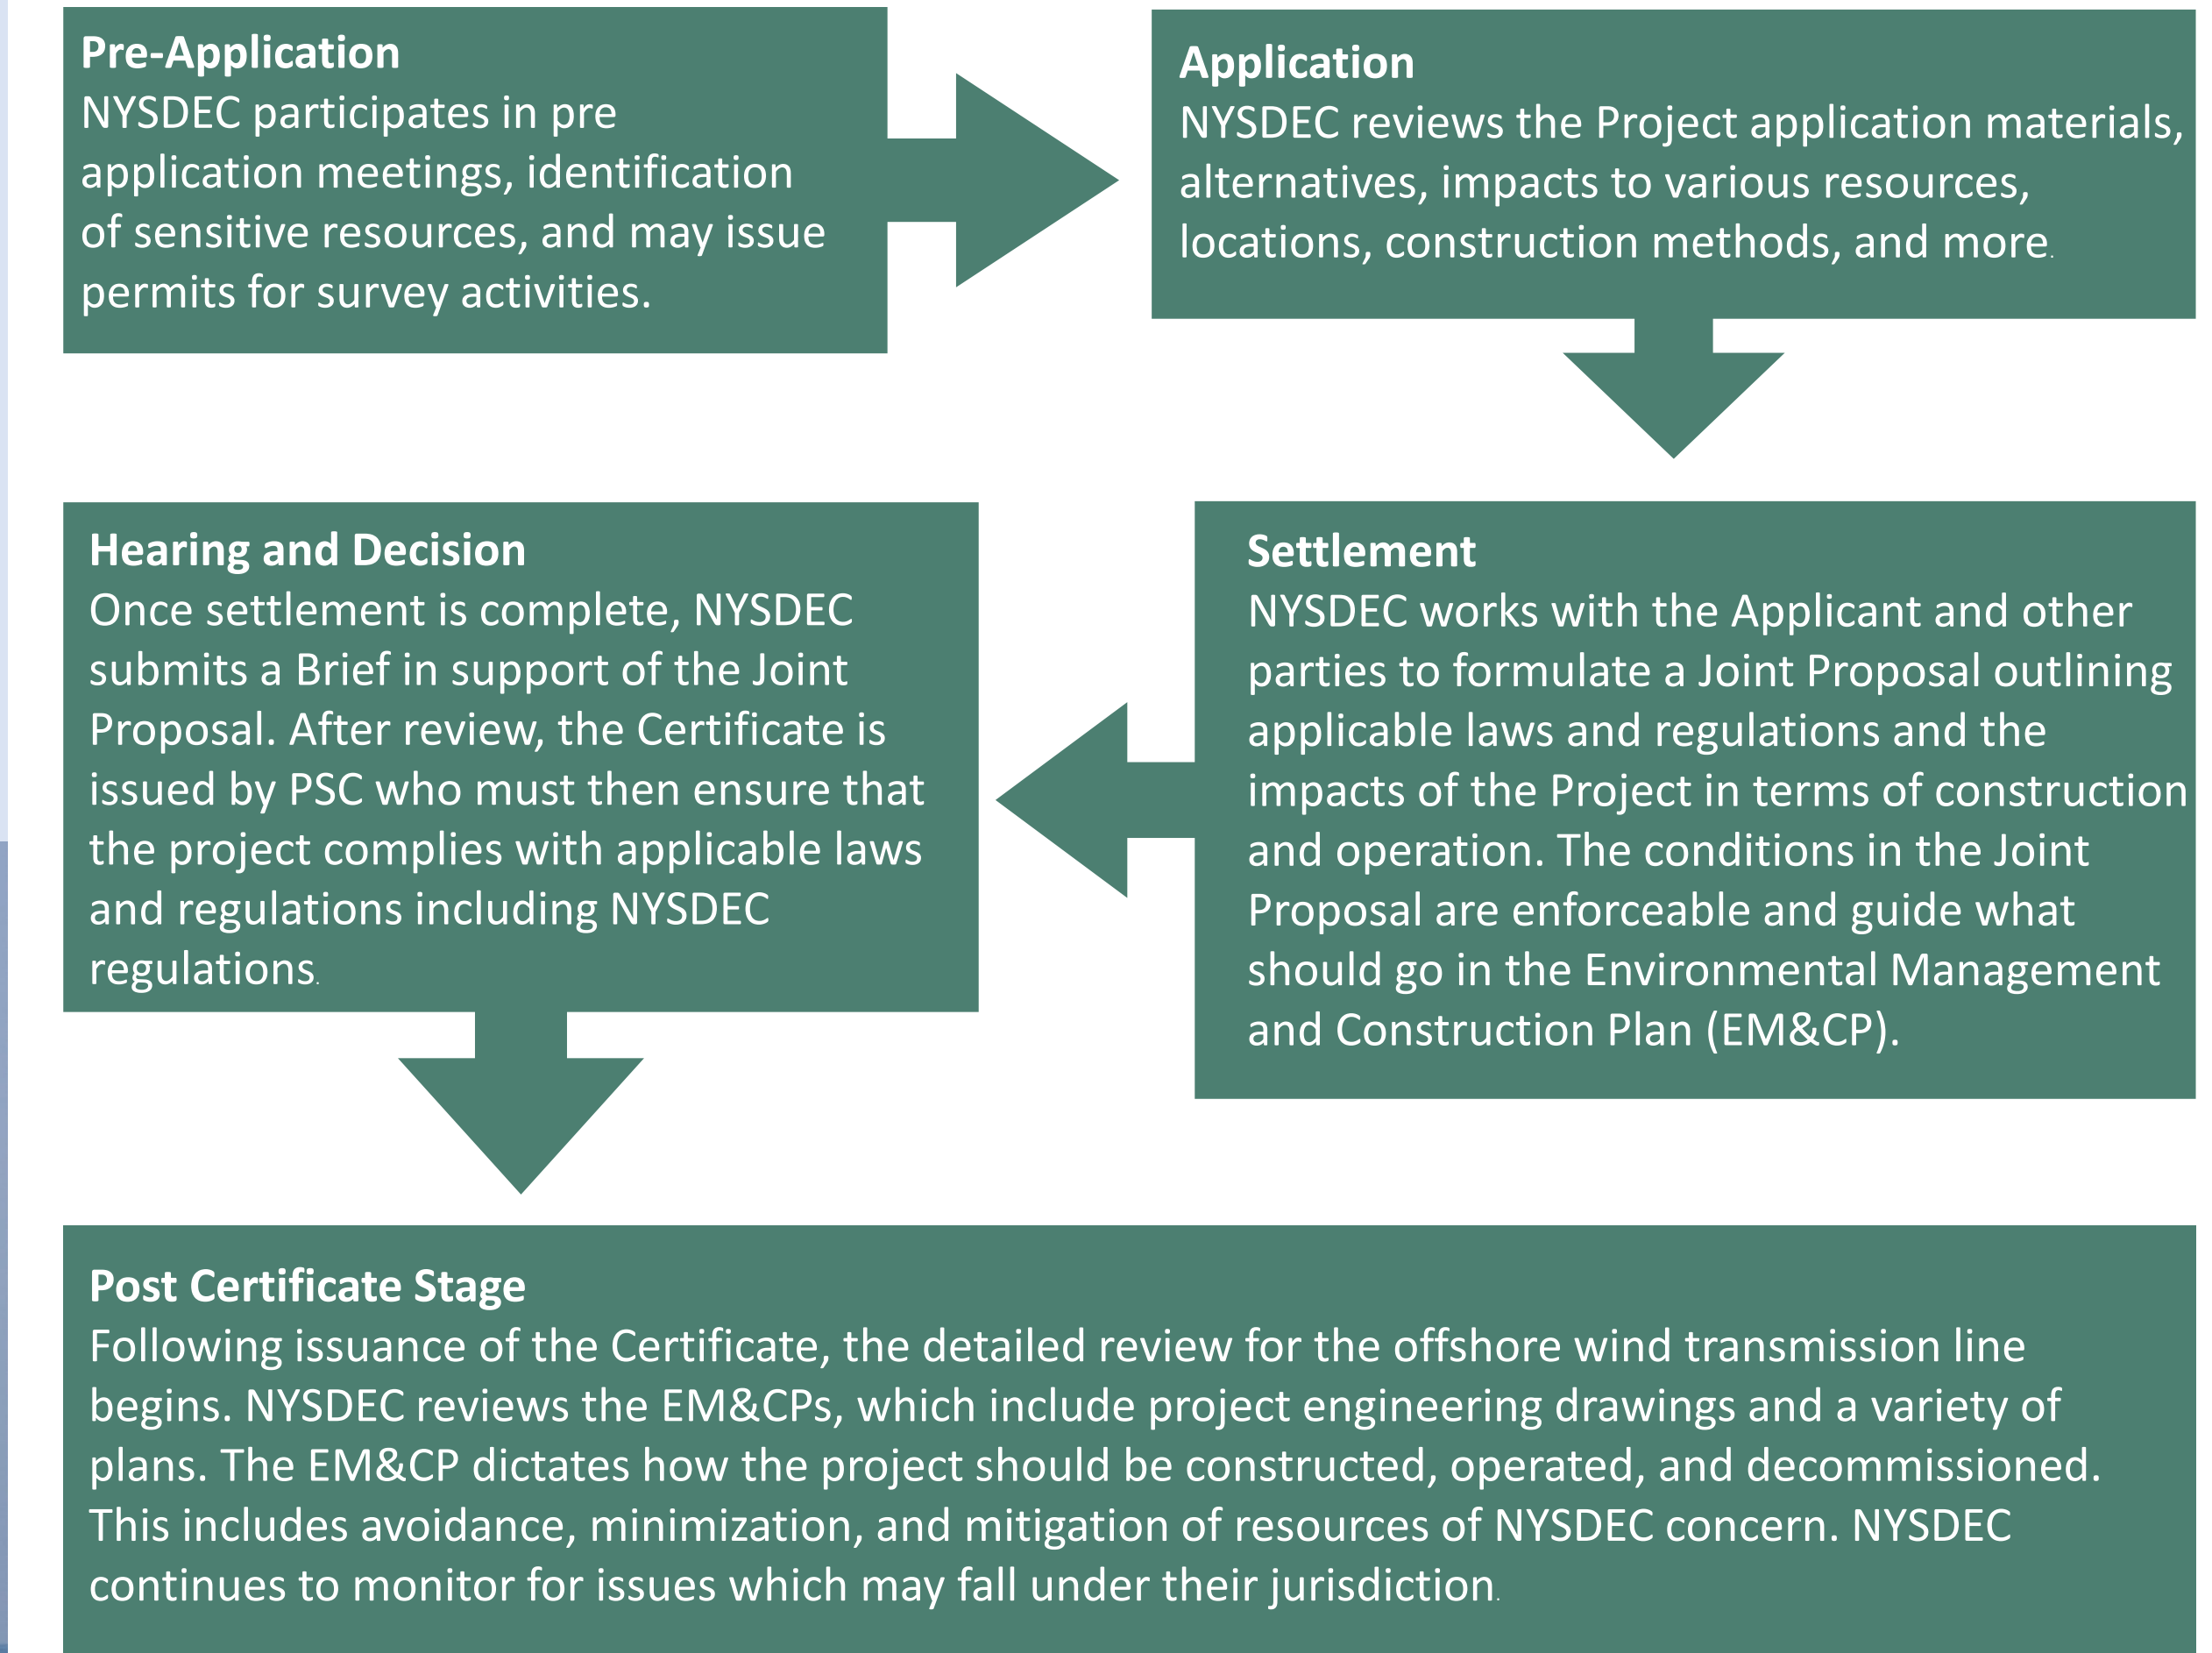 Pre-Application
NYSDEC participates in pre
application meetings, identification
of sensitive resources, and may issue
permits for survey activities.
Application
NYSDEC reviews the Project application materials,
alternatives, impacts to various resources,
locations, construction methods, and more.
Settlement
NYSDEC works with the Applicant and other
parties to formulate a Joint Proposal outlining
applicable laws and regulations and the
impacts of the Project in terms of construction
and operation. The conditions in the Joint
Proposal are enforceable and guide what
should go in the Environmental Management
and Construction Plan (EM&CP).
Hearing and Decision
Once settlement is complete, NYSDEC
submits a Brief in support of the Joint
Proposal. After review, the Certificate is
issued by PSC who must then ensure that
the project complies with applicable laws
and regulations including NYSDEC
regulations.
Post Certificate Stage
Following issuance of the Certificate, the detailed review for the offshore wind transmission line
begins. NYSDEC reviews the EM&CPs, which include project engineering drawings and a variety of
plans. The EM&CP dictates how the project should be constructed, operated, and decommissioned.
This includes avoidance, minimization, and mitigation of resources of NYSDEC concern. NYSDEC
continues to monitor for issues which may fall under their jurisdiction.